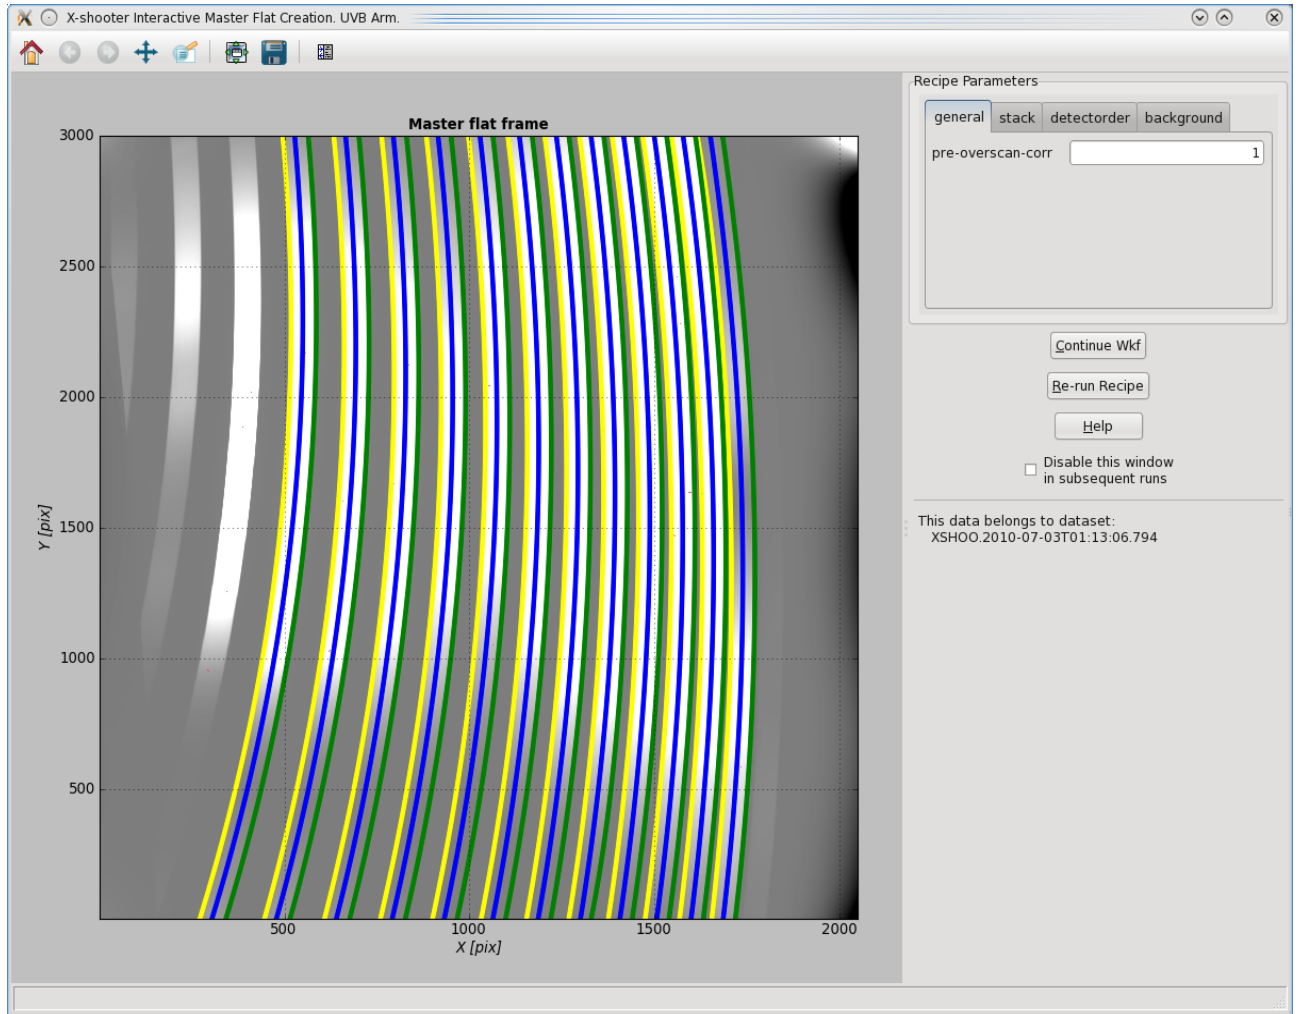 X-shooter Interactive Master Flat Creation. UVB Arm.
Recipe Parameters
general stack detectororder background
pre-overscan-corr 1
Continue Wkf
Re-run Recipe
Help
Disable this window
in subsequent runs
This data belongs to dataset:
XSHOO.2010-07-03T01:13:06.794
Master flat frame
3000
2500
2000
1500
1000
500
Y [pix]
500 1000 1500 2000
X [pix]